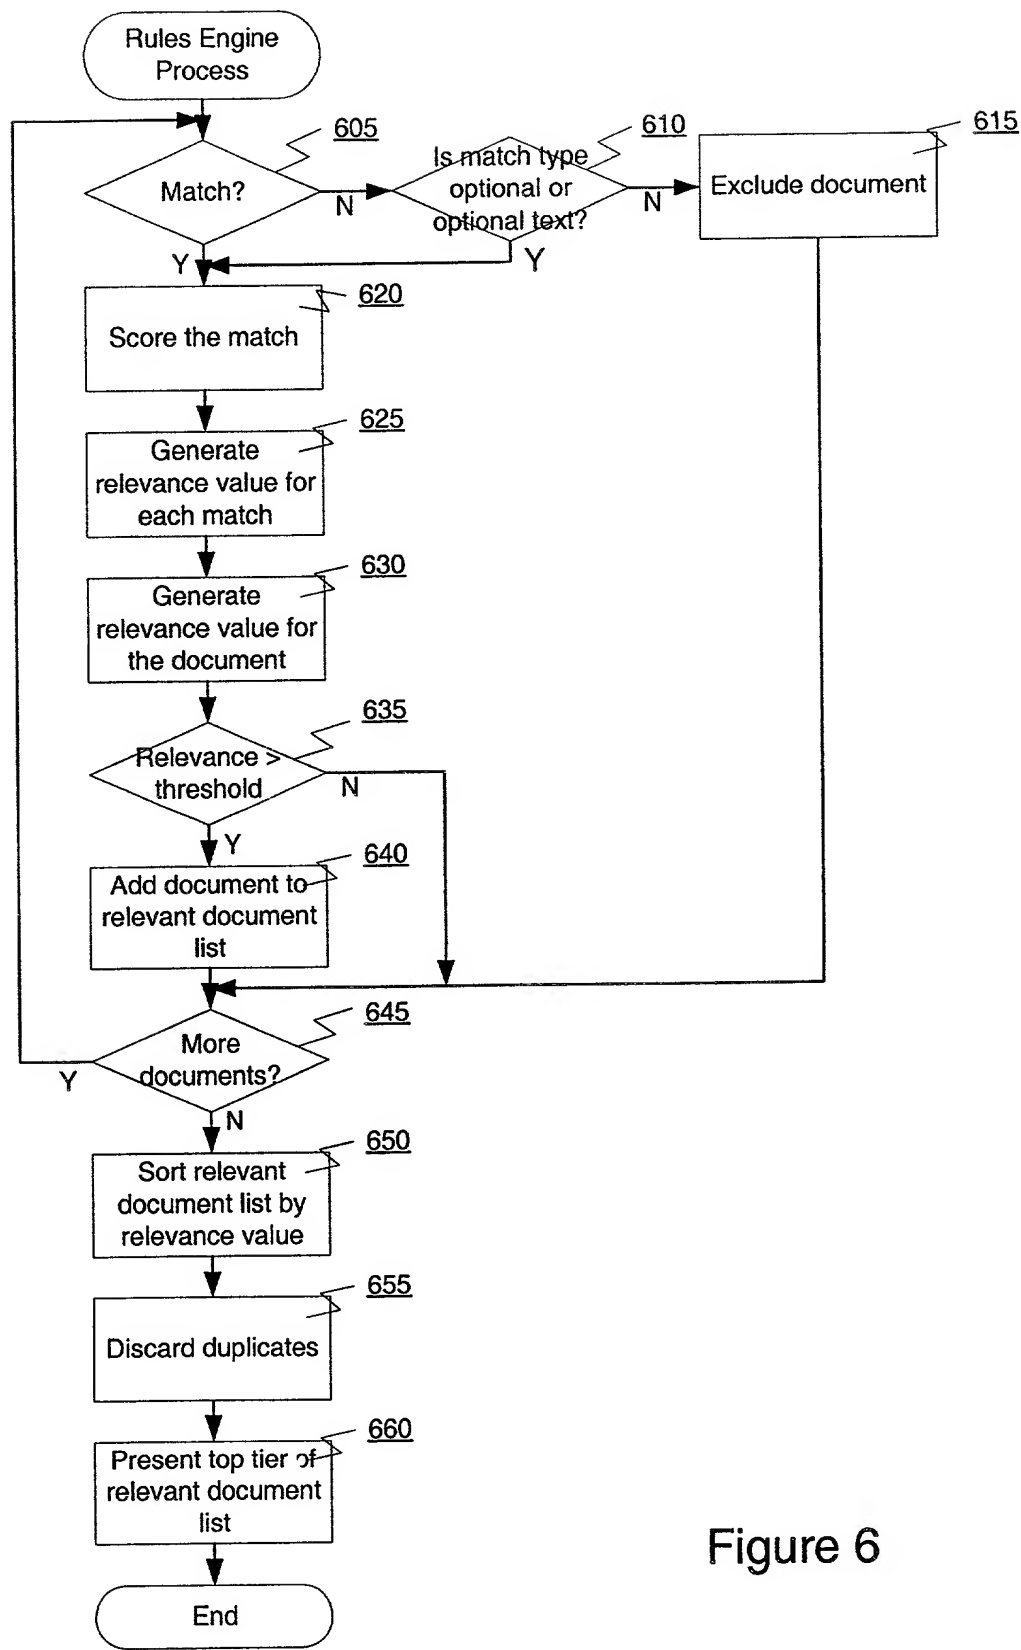 Rules Engine
Process
605
610
615
Match?
N
Is match type
optional or
optional text?
N
Exclude document
Y
Y
620
Score the match
625
Generate
relevance value for
each match
630
Generate
relevance value for
the document
635
Relevance >
threshold
N
Y
640
Add document to
relevant document
list
645
More
documents?
Y
N
650
Sort relevant
document list by
relevance value
655
Discard duplicates
660
Present top tier of
relevant document
list
End
Figure 6